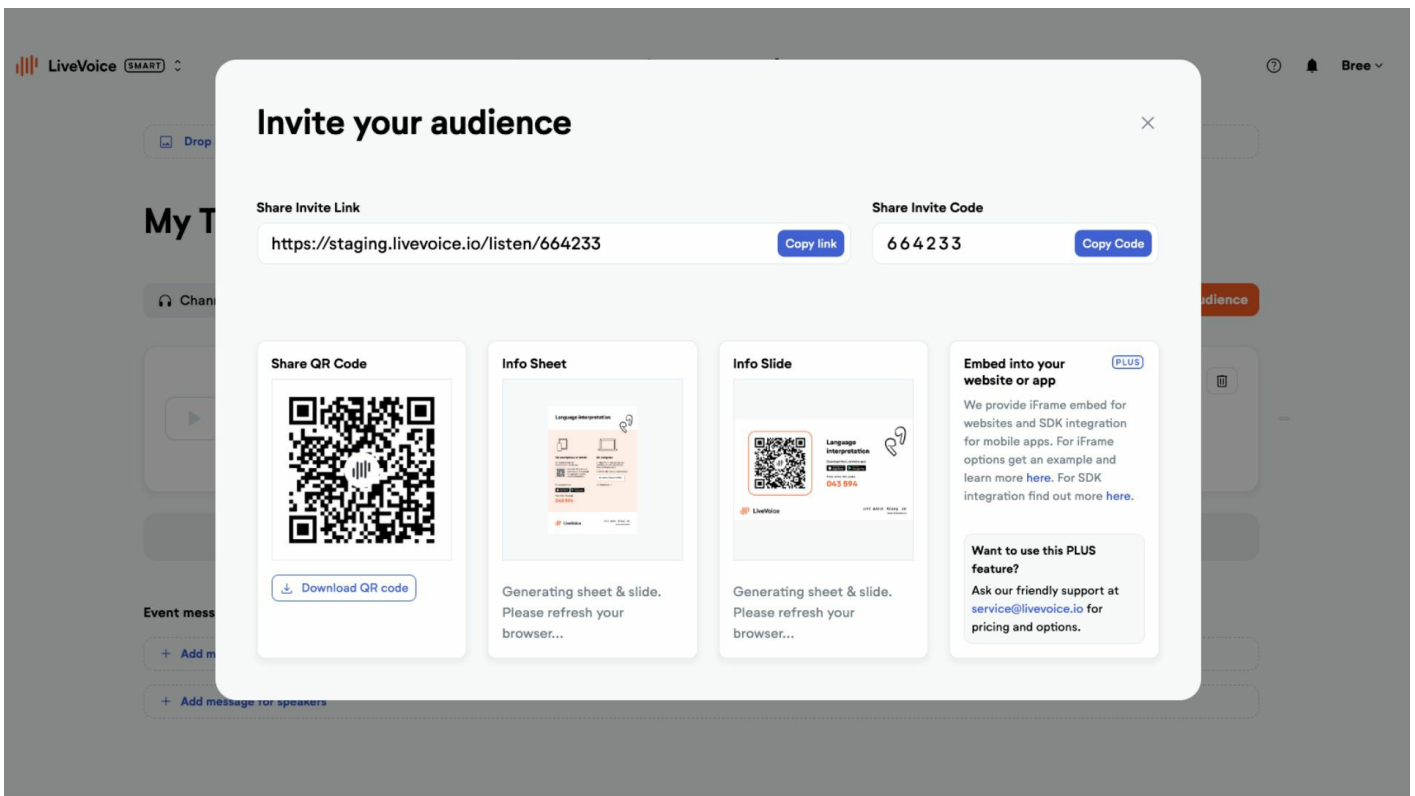 LiveVoice SMART
Bree
Drop
Invite your audience
My T
Share Invite Link
Share Invite Code
https://staging.livevoice.io/listen/664233
Copy link
664233
Copy Code
Chan
udience
Share QR Code
Download QR code
Info Sheet
Language interpretation
043 594
LiveVoice
Generating sheet & slide.
Please refresh your
browser...
Info Slide
Language
interpretation
043 594
LiveVoice
Generating sheet & slide.
Please refresh your
browser...
Embed into your
website or app
PLUS
We provide iFrame embed for
websites and SDK integration
for mobile apps. For iFrame
options get an example and
learn more here. For SDK
integration find out more here.
Want to use this PLUS
feature?
Ask our friendly support at
service@livevoice.io for
pricing and options.
Event mess
+ Add m
+ Add message for speakers